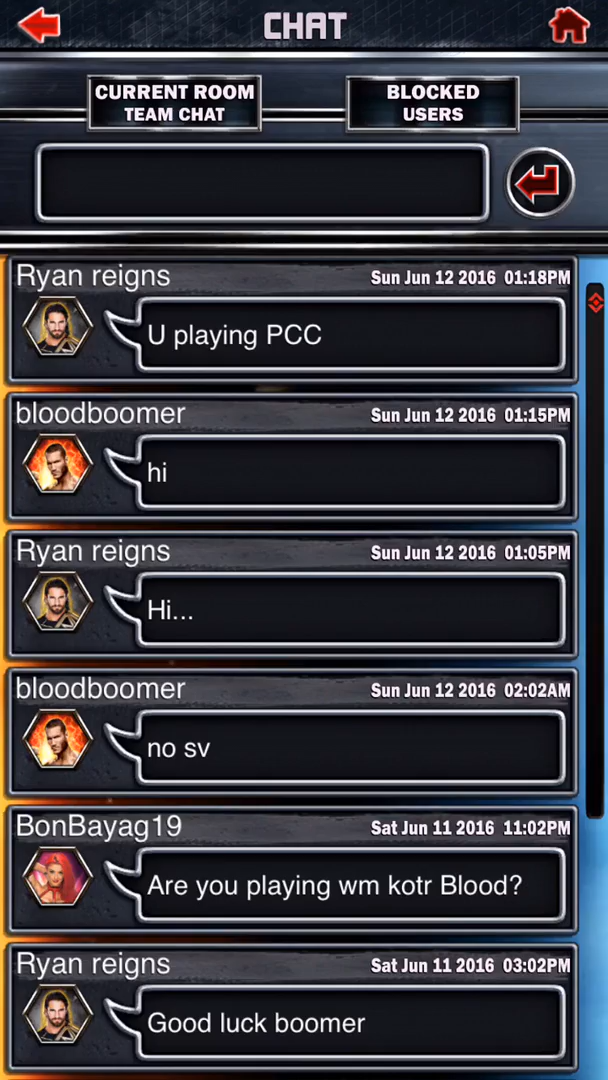 CHAT
CURRENT ROOM
TEAM CHAT
BLOCKED
USERS
Ryan reigns
Sun Jun 12 2016 01:18PM
U playing PCC
bloodboomer
Sun Jun 12 2016 01:15PM
hi
Ryan reigns
Sun Jun 12 2016 01:05PM
Hi...
bloodboomer
Sun Jun 12 2016 02:02AM
no sv
BonBayag19
Sat Jun 11 2016 11:02PM
Are you playing wm kotr Blood?
Ryan reigns
Sat Jun 11 2016 03:02PM
Good luck boomer